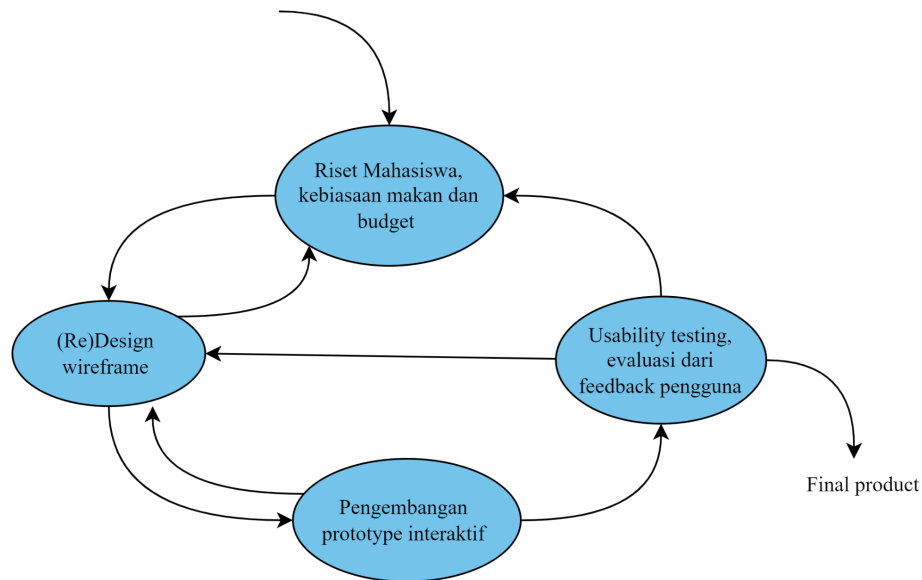 Riset Mahasiswa,
kebiasaan makan dan
budget
(Re)Design
wireframe
Usability testing,
evaluasi dari
feedback pengguna
Final product
Pengembangan
prototype interaktif